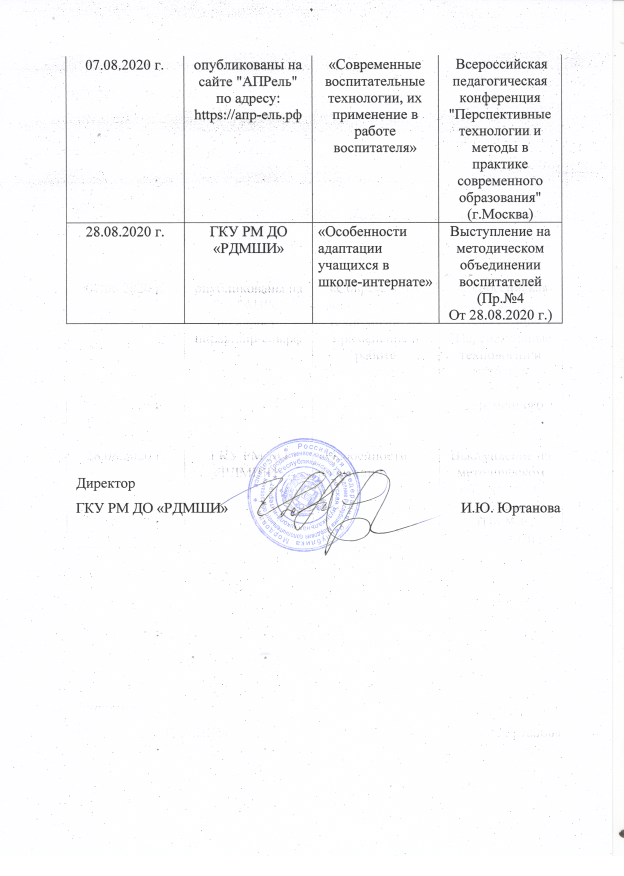 07.08.2020 г.
опубликованы на
сайте "АПРель"
по адресу:
https://апр-ель.рф
«Современные
воспитательные
технологии, их
применение в
работе
воспитателя»
Всероссийская
педагогическая
конференция
"Перспективные
технологии и
методы в
практике
современного
образования"
(г.Москва)
28.08.2020 г.
ГКУ РМ ДО
«РДМШИ»
«Особенности
адаптации
учащихся в
школе-интернате»
Выступление на
методическом
объединении
воспитателей
(Пр.№4
От 28.08.2020 г.)
Директор
ГКУ РМ ДО «РДМШИ»
И.Ю. Юртанова